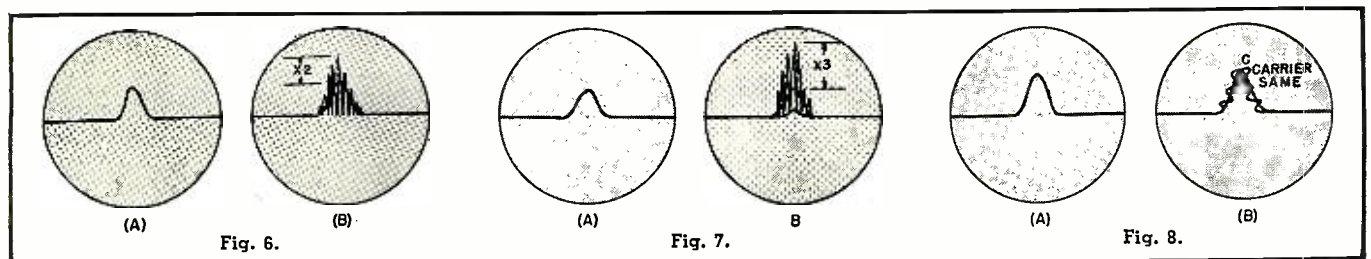 X2
X3
C
CARRIER
SAME
(A)
(B)
(A)
B
(A)
(B)
Fig. 6.
Fig. 7.
Fig. 8.